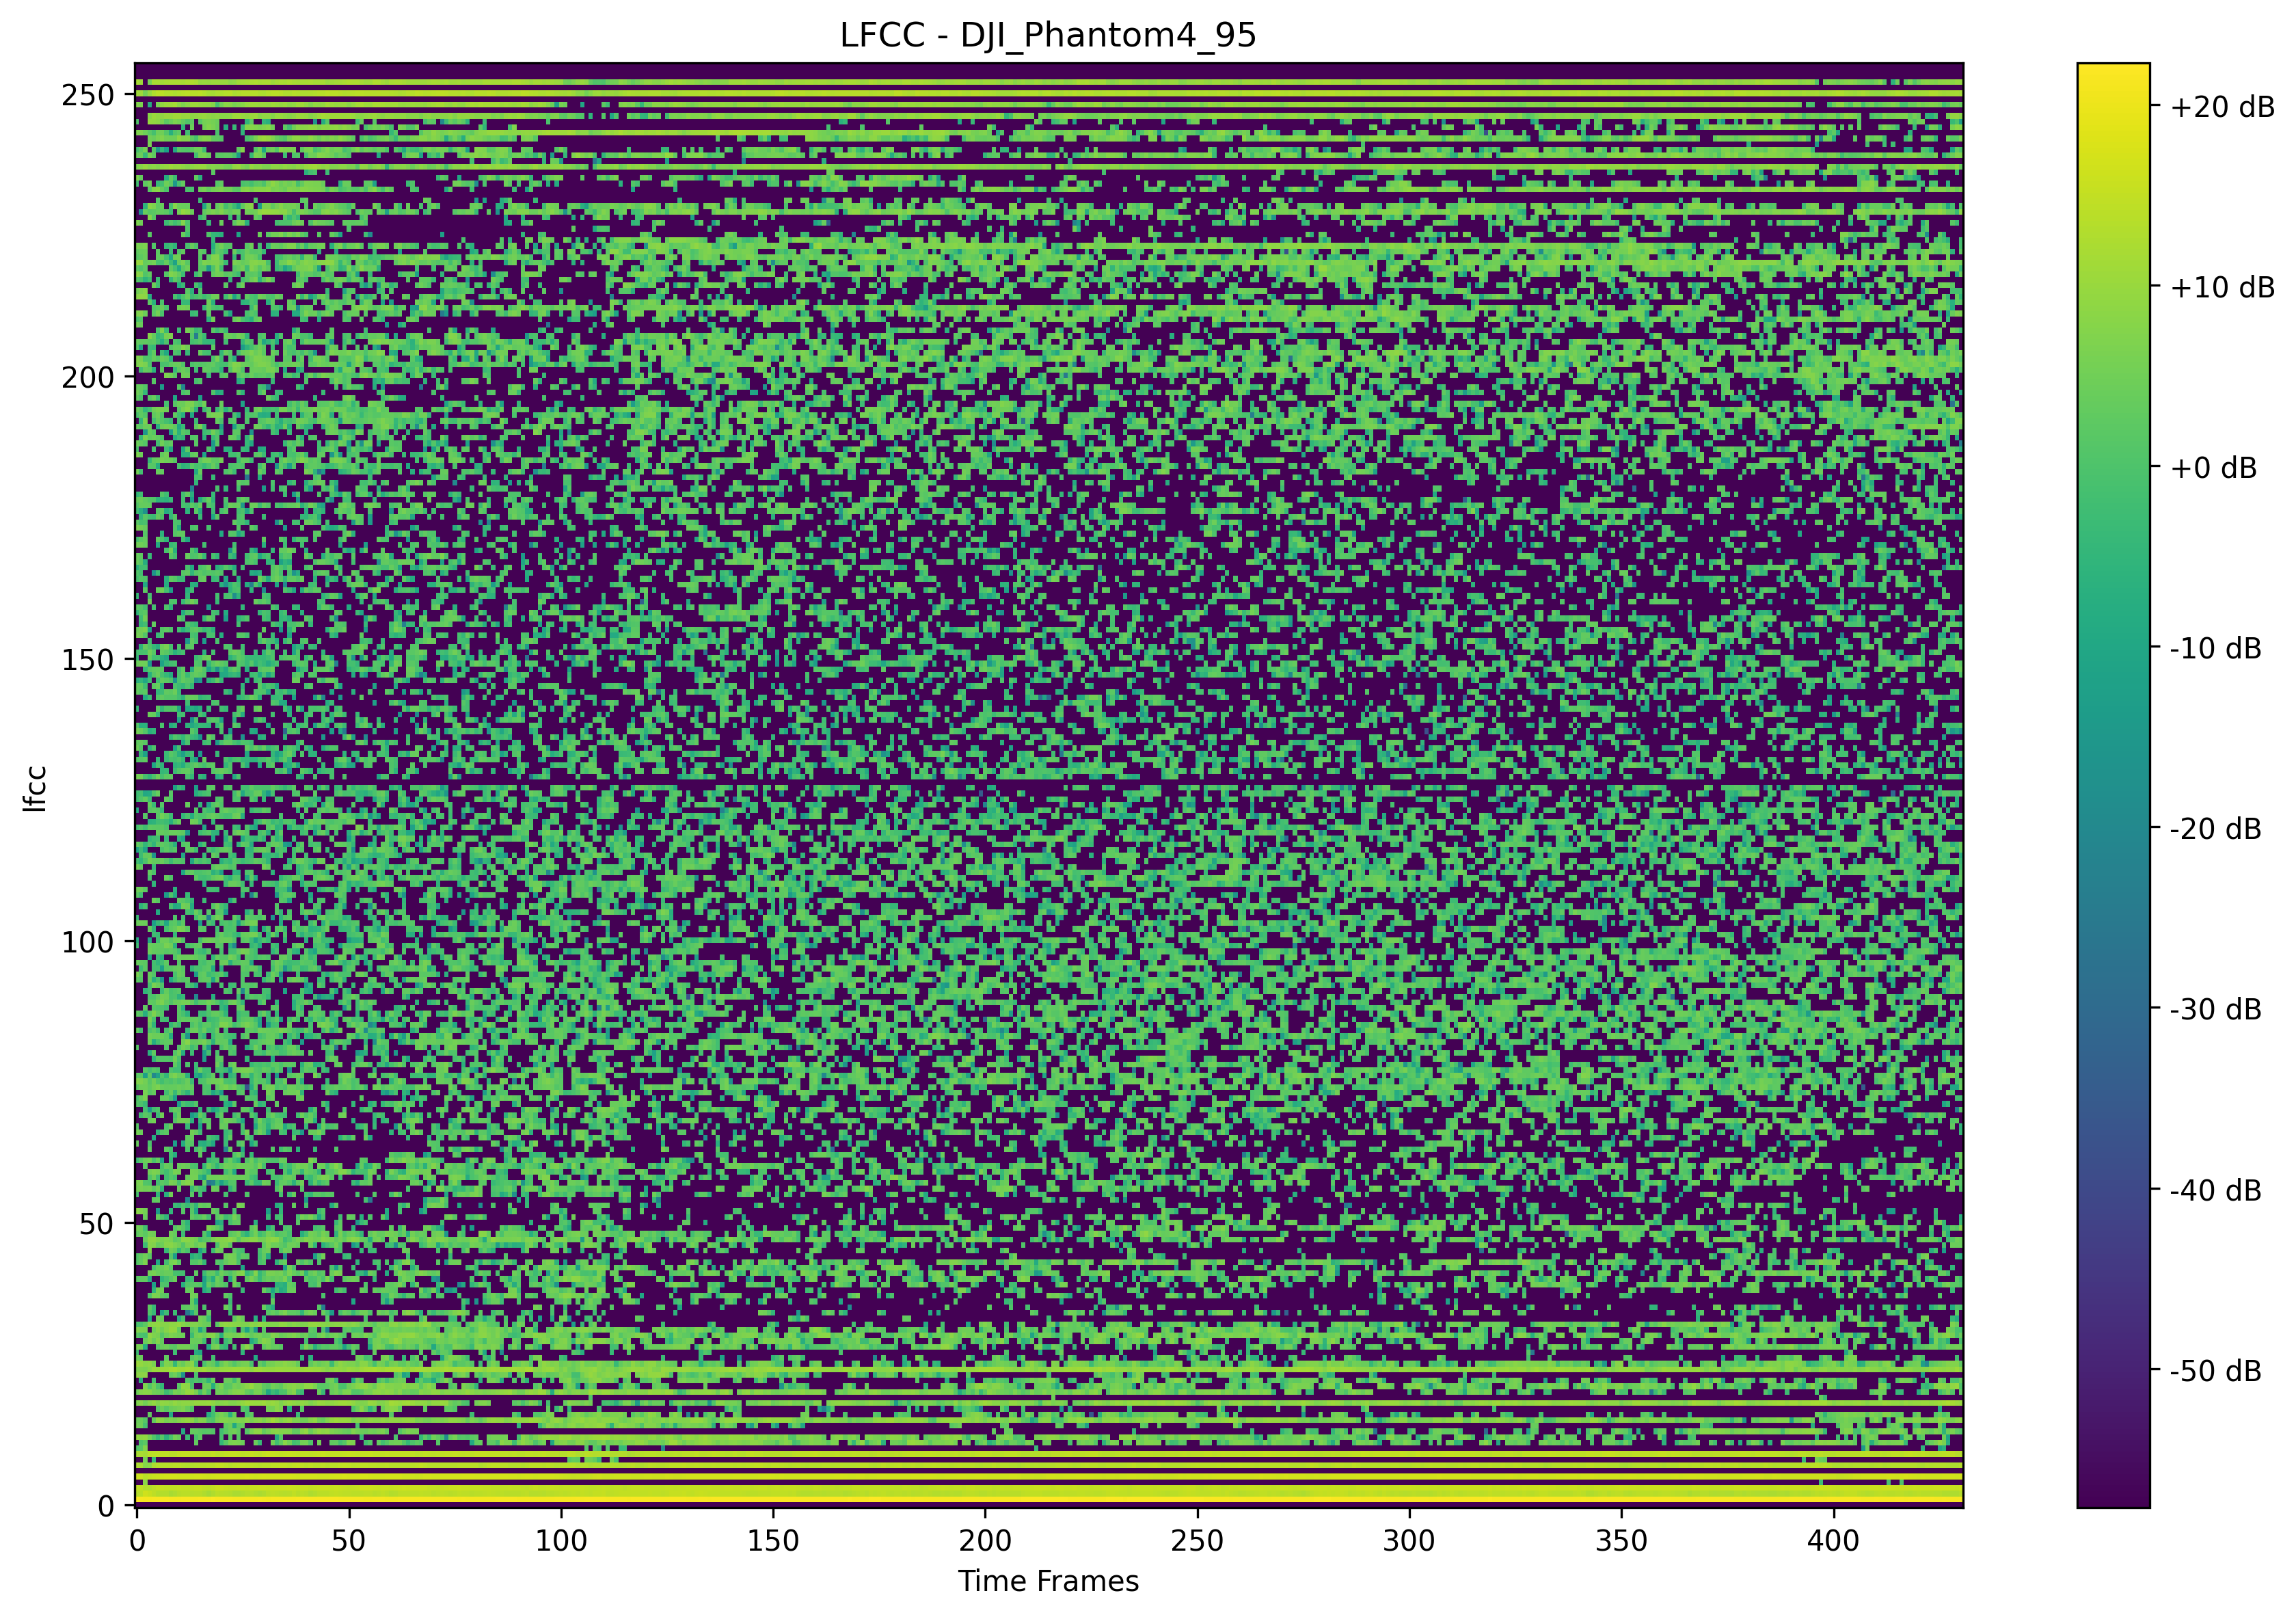 LFCC - DJI_Phantom4_95
250
200
150
100
50
0
lfcc
0 50 100 150 200 250 300 350 400
Time Frames
+20 dB
+10 dB
+0 dB
-10 dB
-20 dB
-30 dB
-40 dB
-50 dB